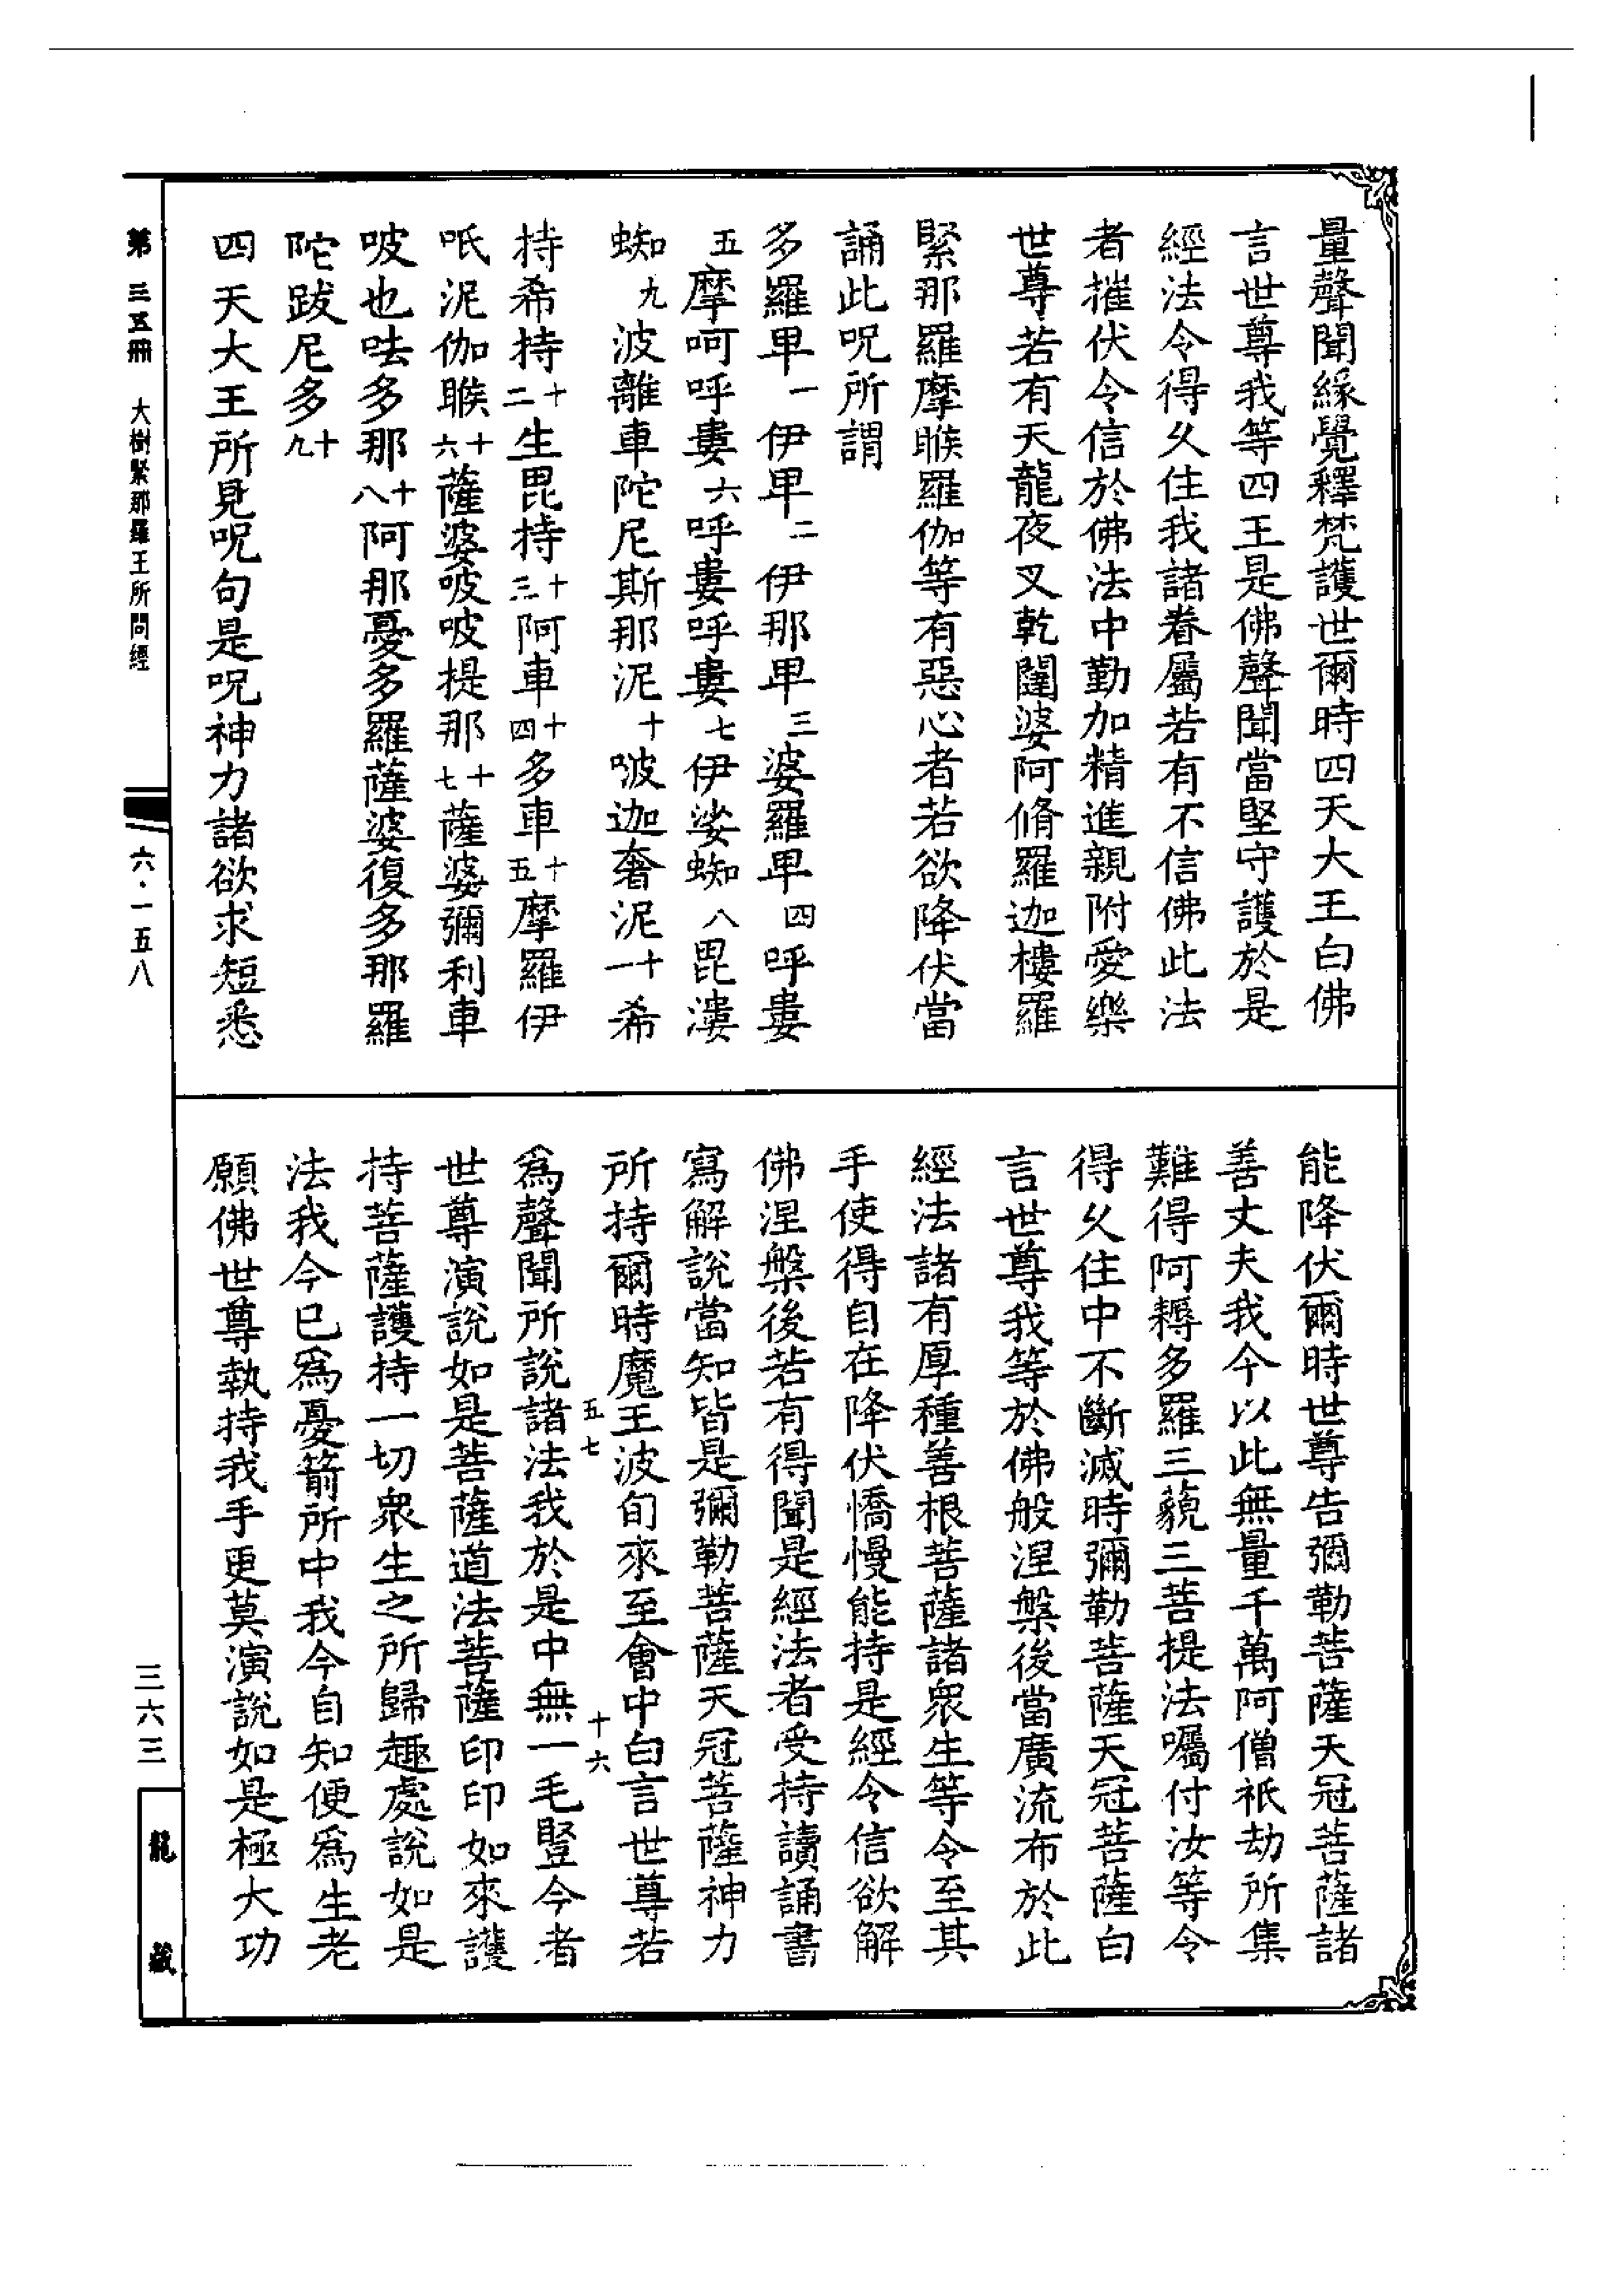 量聲聞緣覺釋梵護世爾時四天大王白佛
言世尊我等四王是佛聲聞當堅守護於是
經法令得久住我諸眷屬若有不信佛此法
者摧伏令信於佛法中勤加精進親附愛樂
世尊若有天龍夜叉乾闥婆阿脩羅迦樓羅
緊那羅摩睺羅伽等有惡心者若欲降伏當
誦此呪所謂
多羅早一伊早二伊那早三婆羅早四呼婁
五摩呵呼婁六呼婁呼婁七伊娑蜘八毘漊
蜘九波離車陀尼斯那泥十啵迦奢泥十一希
持希持十二生毘持十三阿車十四多車十五摩羅伊
呧泥伽睺十六薩婆啵啵提那十七薩婆彌利車
啵也呿多那十八阿那憂多羅薩婆復多那羅
陀跋尼多十九
四天大王所見呪句是呪神力諸欲求短悉
能降伏爾時世尊告彌勒菩薩天冠菩薩諸
善丈夫我今以此無量千萬阿僧祇劫所集
難得阿耨多羅三藐三菩提法囑付汝等令
得久住中不斷滅時彌勒菩薩天冠菩薩白
言世尊我等於佛般涅槃後當廣流布於此
經法諸有厚種善根菩薩諸眾生等令至其
手使得自在降伏憍慢能持是經令信欲解
佛涅槃後若有得聞是經法者受持讀誦書
寫解說當知皆是彌勒菩薩天冠菩薩神力
所持爾時魔王波旬來至會中白言世尊若
五七
十六
爲聲聞所說諸法我於是中無一毛豎今者
世尊演說如是菩薩道法菩薩印印如來護
持菩薩護持一切眾生之所歸趣處說如是
法我今已爲憂箭所中我今自知便爲生老
願佛世尊執持我手更莫演說如是極大功
第三五冊 大樹緊那羅王所問經
六·一五八
三六三
龍藏